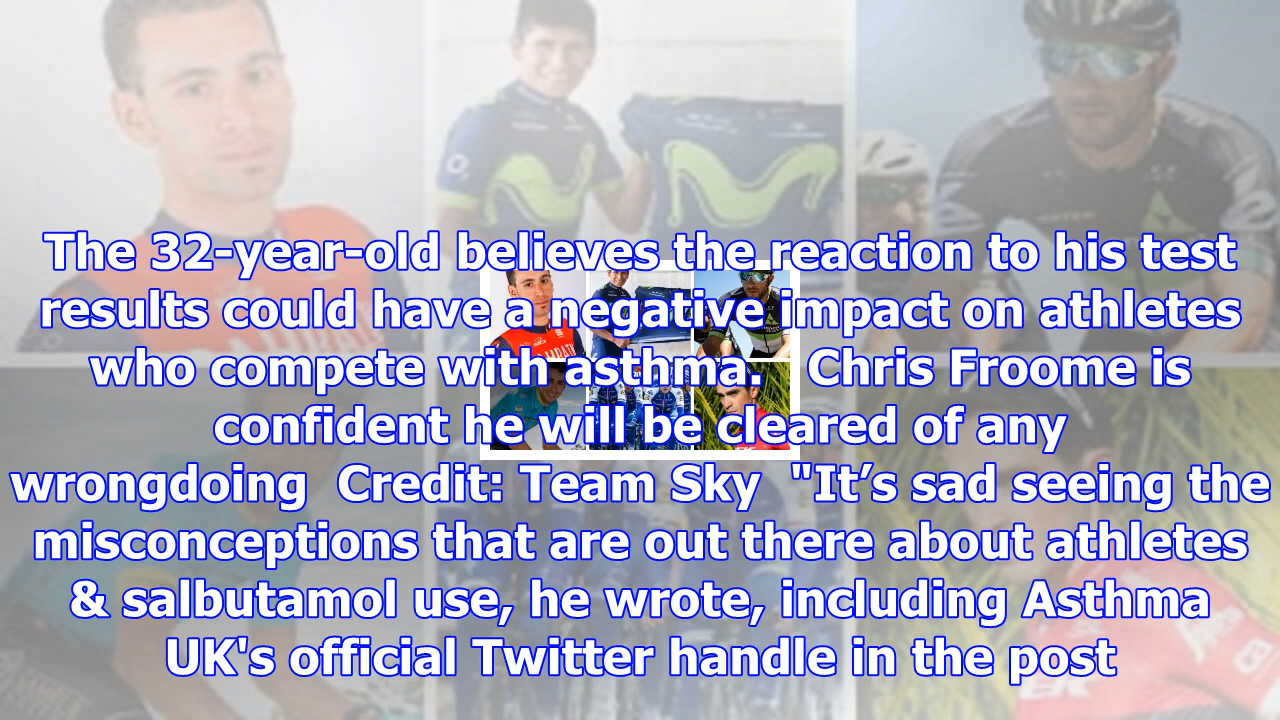 The 32-year-old believes the reaction to his test
results could have a negative impact on athletes
who compete with asthma.   Chris Froome is
confident he will be cleared of any
wrongdoing  Credit: Team Sky  "It’s sad seeing the
misconceptions that are out there about athletes
& salbutamol use, he wrote, including Asthma
UK's official Twitter handle in the post